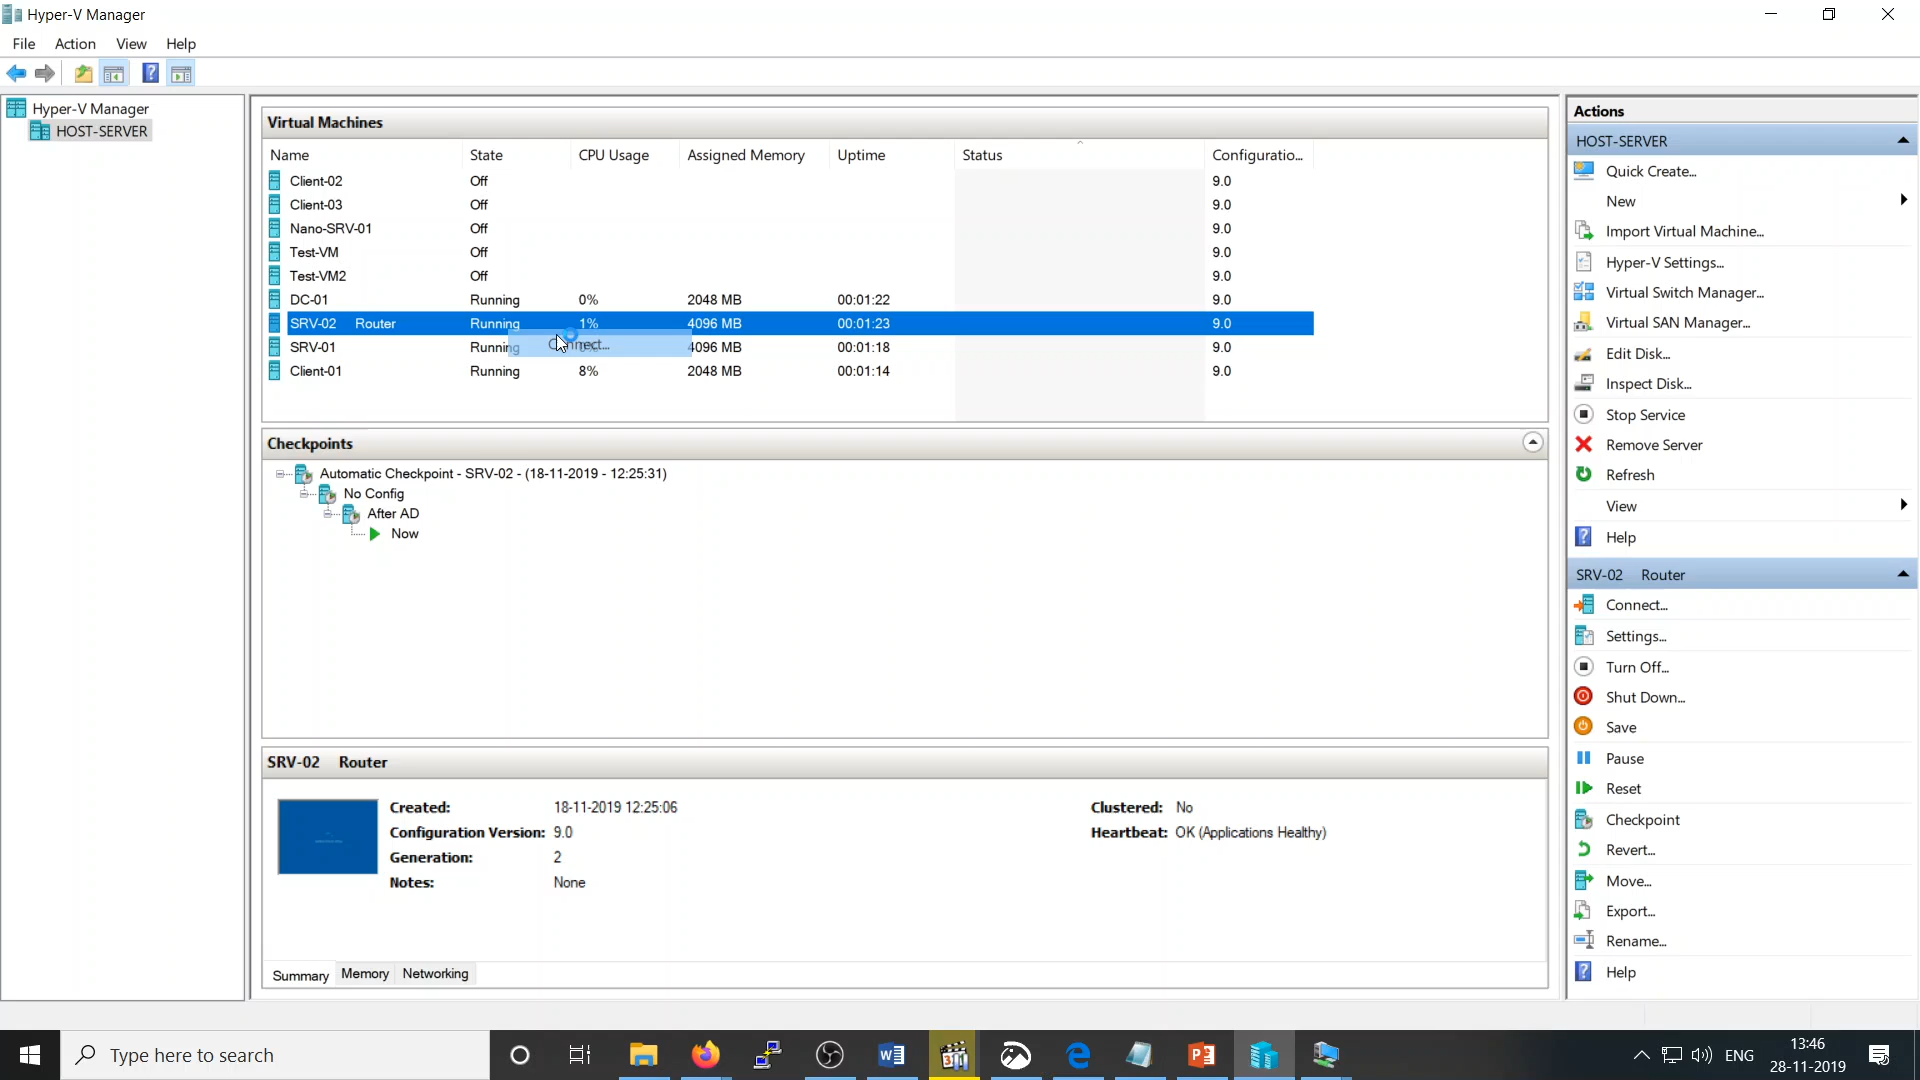 Hyper-V Manager
File Action View Help
Hyper-V Manager
HOST-SERVER
Virtual Machines
Name State CPU Usage Assigned Memory Uptime Status Configuratio...
Client-02 Off 9.0
Client-03 Off 9.0
Nano-SRV-01 Off 9.0
Test-VM Off 9.0
Test-VM2 Off 9.0
DC-01 Running 0% 2048 MB 00:01:22 9.0
SRV-02 Router Running 1% 4096 MB 00:01:23 9.0
SRV-01 Running 4096 MB 00:01:18 9.0
Connect...
Client-01 Running 8% 2048 MB 00:01:14 9.0
Checkpoints
Automatic Checkpoint - SRV-02 - (18-11-2019 - 12:25:31)
No Config
After AD
Now
SRV-02 Router
Created: 18-11-2019 12:25:06
Configuration Version: 9.0
Generation: 2
Notes: None
Clustered: No
Heartbeat: OK (Applications Healthy)
Summary Memory Networking
Actions
HOST-SERVER
Quick Create...
New
Import Virtual Machine...
Hyper-V Settings...
Virtual Switch Manager...
Virtual SAN Manager...
Edit Disk...
Inspect Disk...
Stop Service
Remove Server
Refresh
View
Help
SRV-02 Router
Connect...
Settings...
Turn Off...
Shut Down...
Save
Pause
Reset
Checkpoint
Revert...
Move...
Export...
Rename...
Help
Type here to search
ENG
13:46
28-11-2019